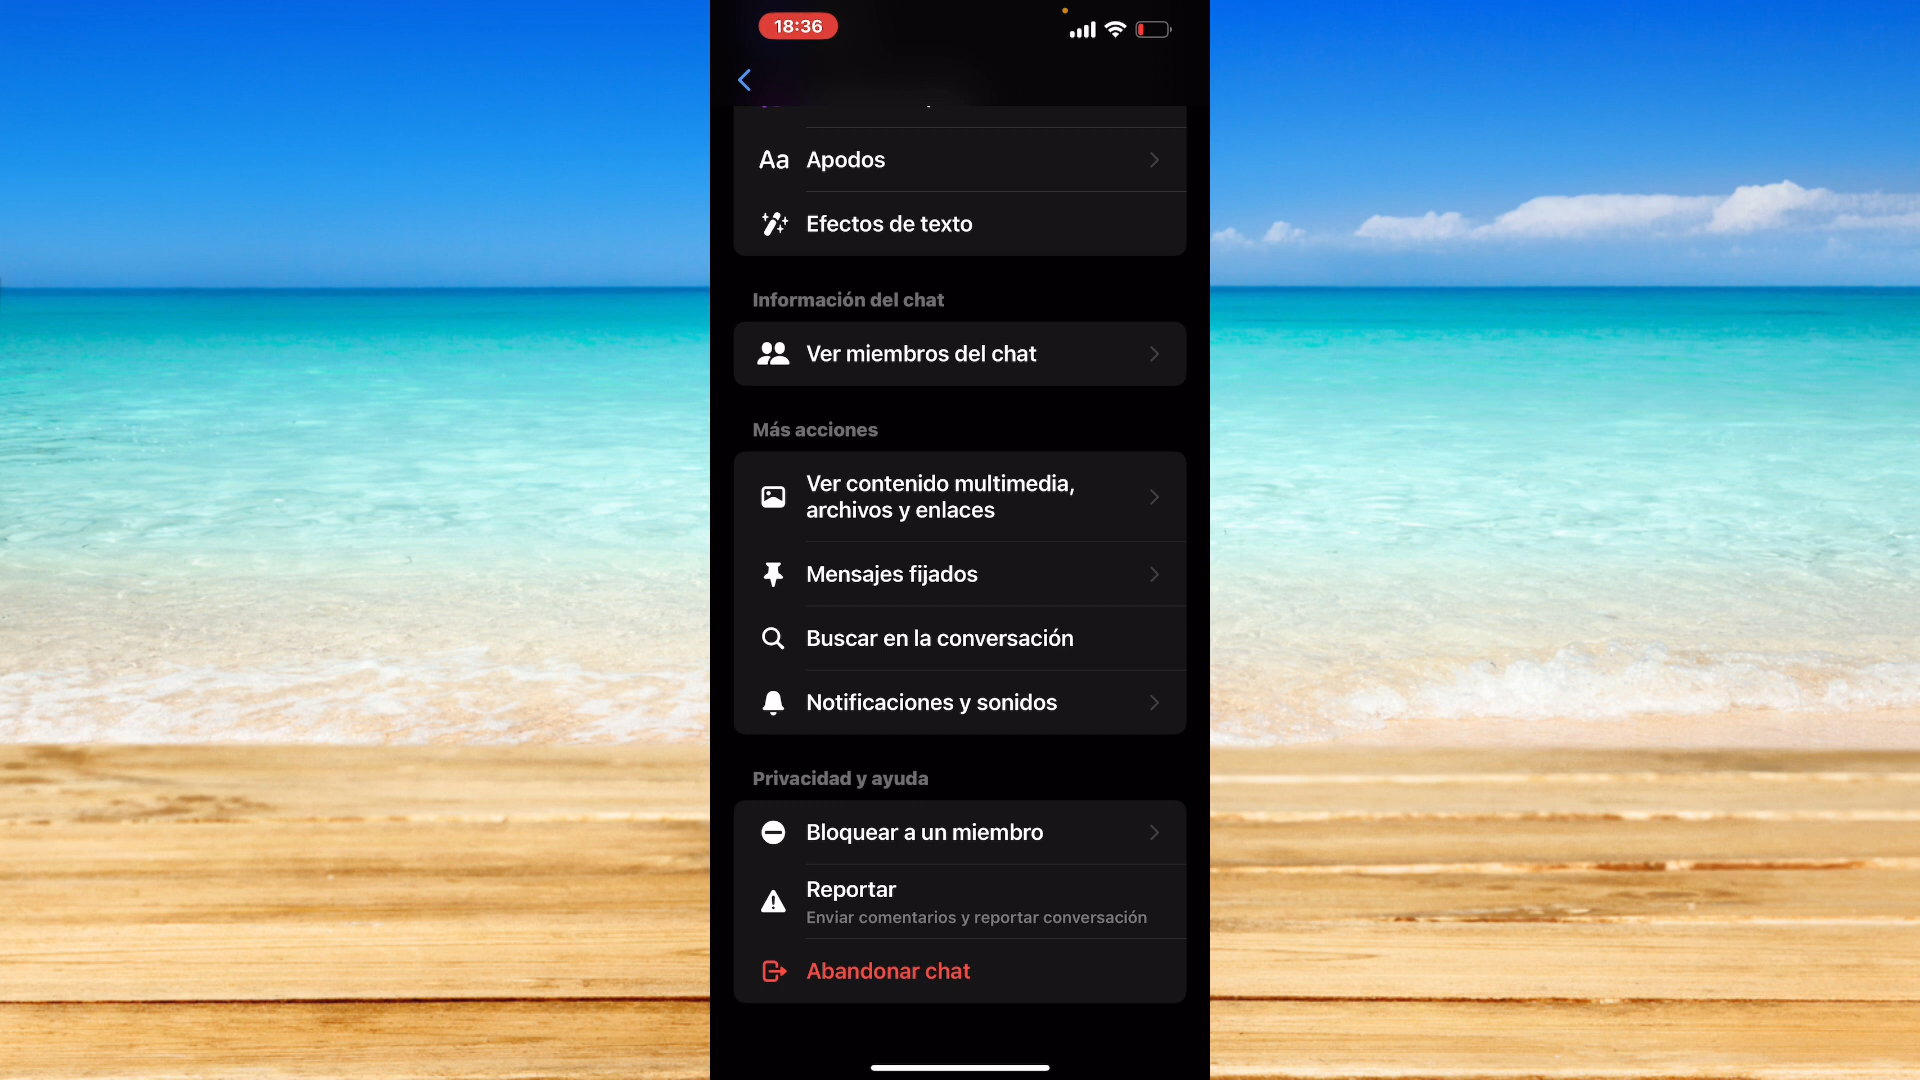 18:36
Aa Apodos
Efectos de texto
Información del chat
Ver miembros del chat
Más acciones
Ver contenido multimedia,
archivos y enlaces
Mensajes fijados
Buscar en la conversación
Notificaciones y sonidos
Privacidad y ayuda
Bloquear a un miembro
Reportar
Enviar comentarios y reportar conversación
Abandonar chat